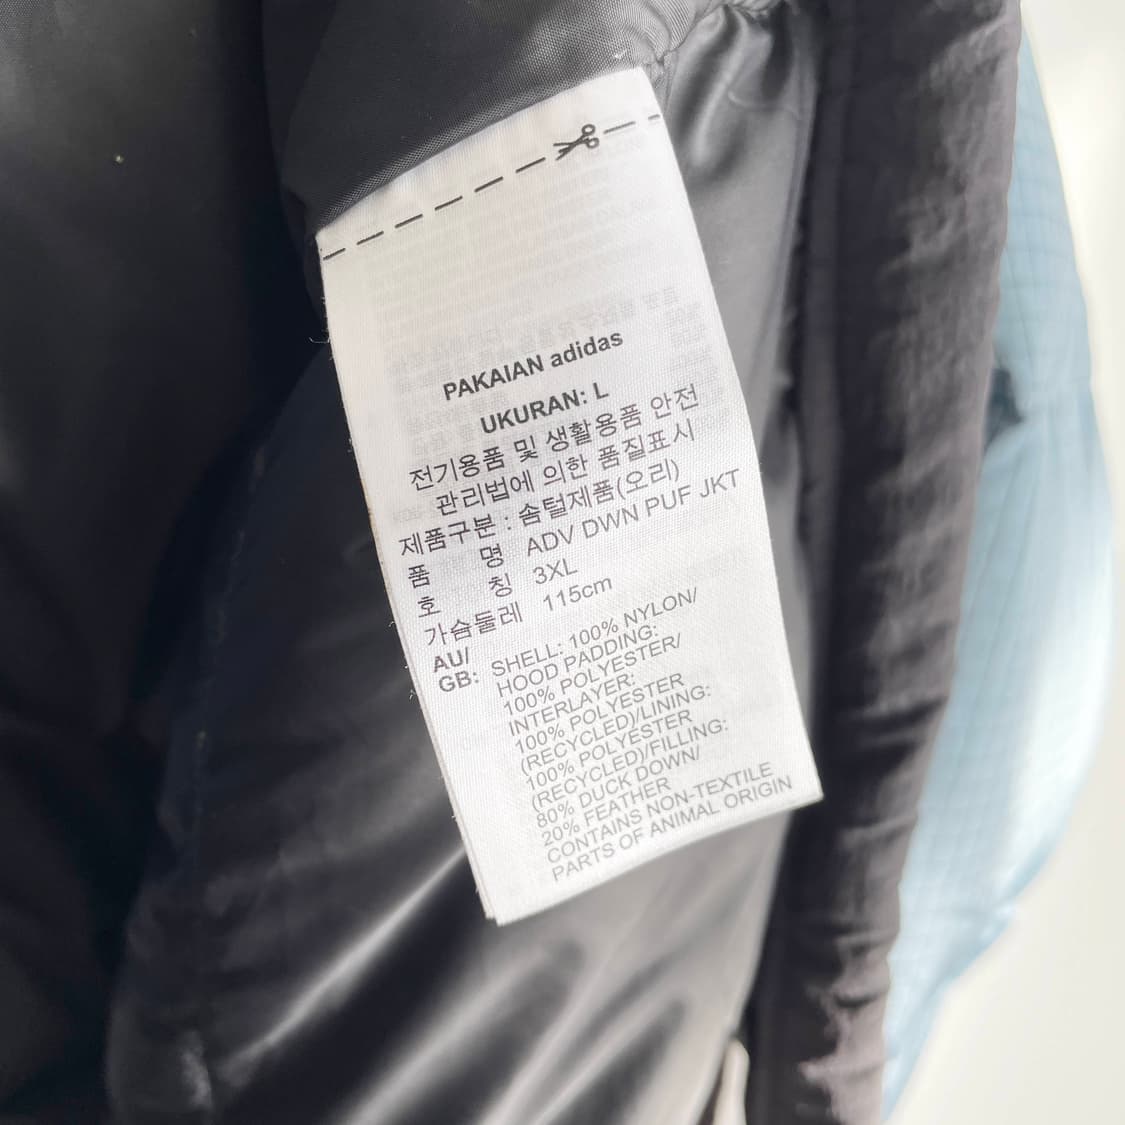 PAKAIAN adidas
UKURAN: L
전기용품 및 생활용품 안전
관리법에 의한 품질표시
제품구분 : 솜털제품(오리)
품 명 ADV DWN PUF JKT
호 칭 3XL
가슴둘레 115cm
AU/
GB: SHELL: 100% NYLON/
HOOD PADDING:
100% POLYESTER/
INTERLAYER:
100% POLYESTER
(RECYCLED)/LINING:
100% POLYESTER
(RECYCLED)/FILLING:
80% DUCK DOWN/
20% FEATHER
CONTAINS NON-TEXTILE
PARTS OF ANIMAL ORIGIN